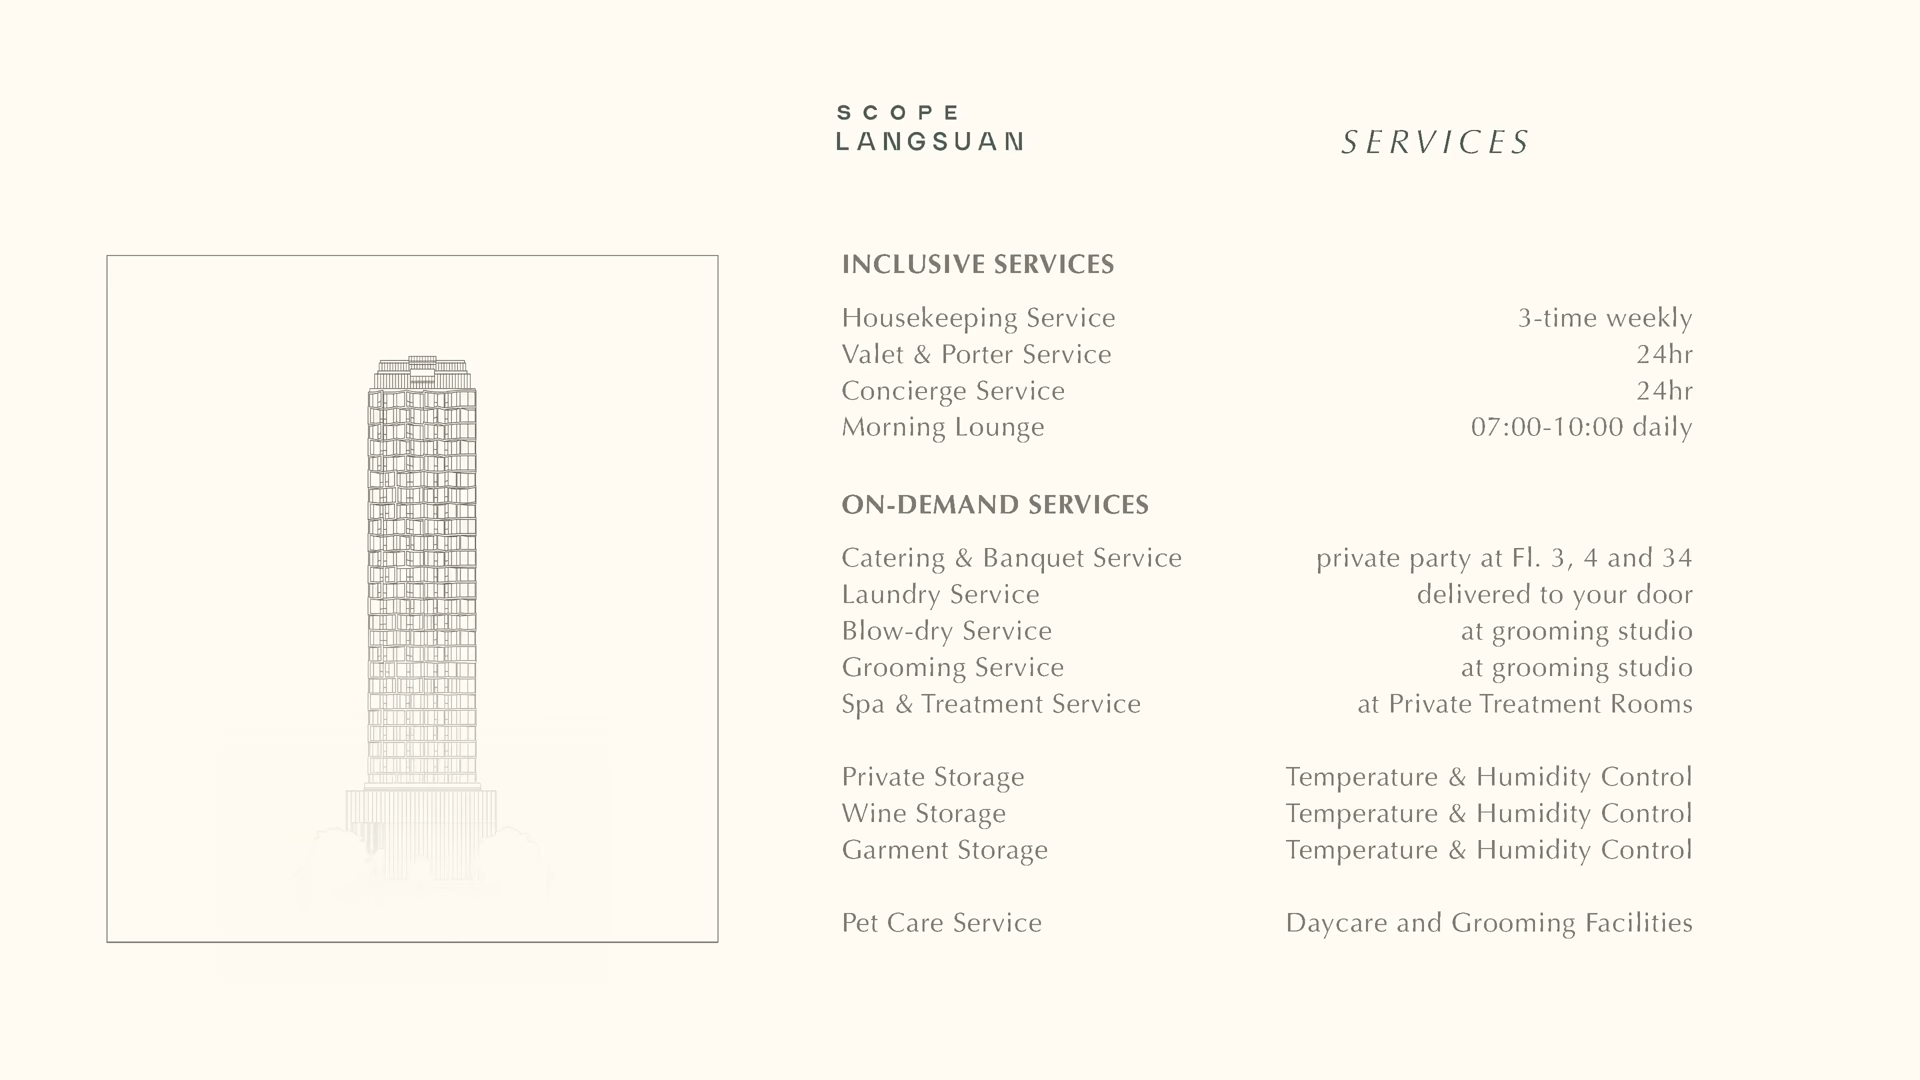 SCOPE
LANGSUAN
SERVICES
INCLUSIVE SERVICES
Housekeeping Service 3-time weekly
Valet & Porter Service 24hr
Concierge Service 24hr
Morning Lounge 07:00-10:00 daily
ON-DEMAND SERVICES
Catering & Banquet Service private party at Fl. 3, 4 and 34
Laundry Service delivered to your door
Blow-dry Service at grooming studio
Grooming Service at grooming studio
Spa & Treatment Service at Private Treatment Rooms
Private Storage Temperature & Humidity Control
Wine Storage Temperature & Humidity Control
Garment Storage Temperature & Humidity Control
Pet Care Service Daycare and Grooming Facilities